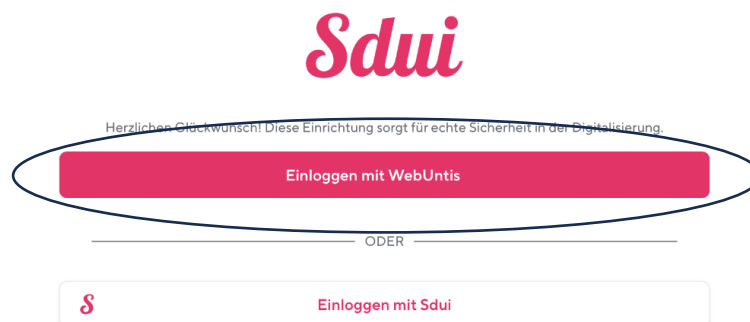 Sdui
Herzlichen Glückwunsch! Diese Einrichtung sorgt für echte Sicherheit in der Digitalisierung.
Einloggen mit WebUntis
ODER
S Einloggen mit Sdui